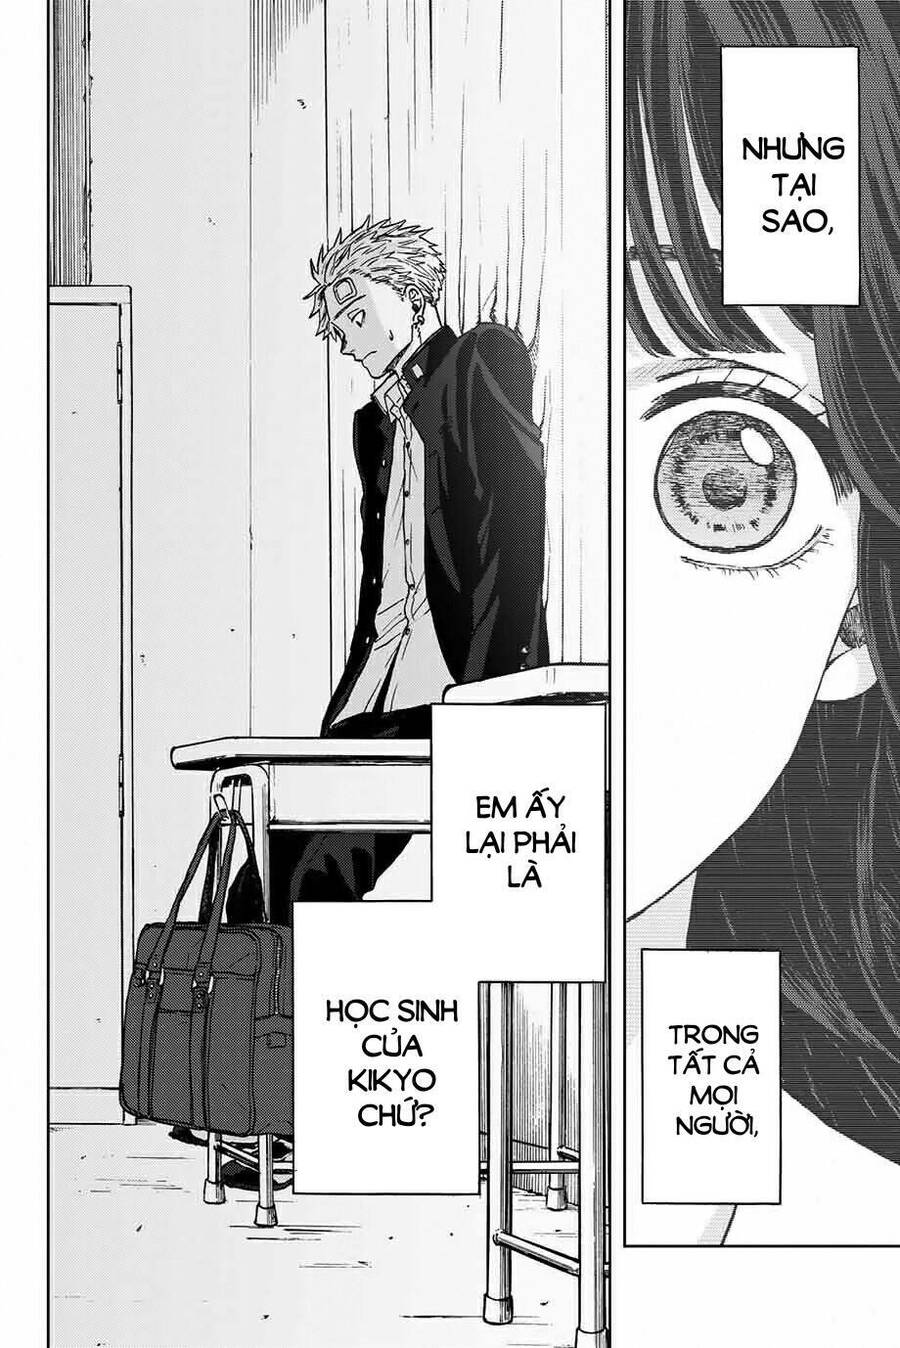 NHƯNG
TẠI
SAO,
TRONG
TẤT CẢ
MỌI
NGƯỜI,
EM ẤY
LẠI PHẢI
LÀ
HỌC SINH
CỦA
KIKYO
CHỨ?